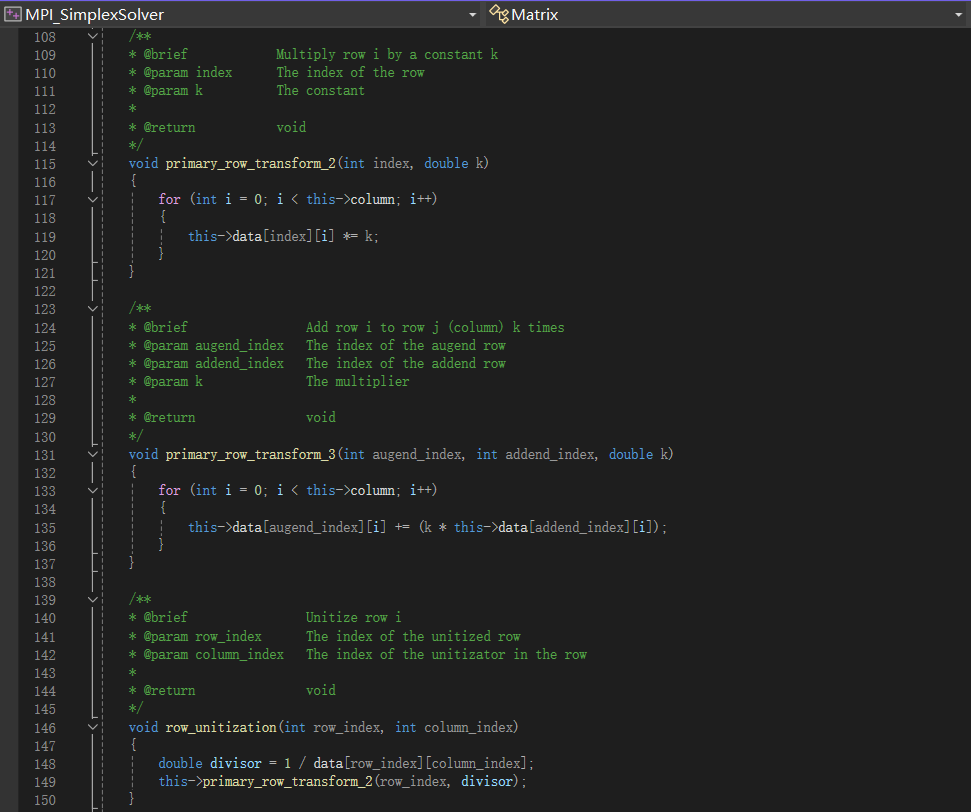 MPI_SimplexSolver Matrix
108 /**
109 * @brief Multiply row i by a constant k
110 * @param index The index of the row
111 * @param k The constant
112 *
113 * @return void
114 */
115 void primary_row_transform_2(int index, double k)
116 {
117 for (int i = 0; i < this->column; i++)
118 {
119 this->data[index][i] *= k;
120 }
121 }
122
123 /**
124 * @brief Add row i to row j (column) k times
125 * @param augend_index The index of the augend row
126 * @param addend_index The index of the addend row
127 * @param k The multiplier
128 *
129 * @return void
130 */
131 void primary_row_transform_3(int augend_index, int addend_index, double k)
132 {
133 for (int i = 0; i < this->column; i++)
134 {
135 this->data[augend_index][i] += (k * this->data[addend_index][i]);
136 }
137 }
138
139 /**
140 * @brief Unitize row i
141 * @param row_index The index of the unitized row
142 * @param column_index The index of the unitizator in the row
143 *
144 * @return void
145 */
146 void row_unitization(int row_index, int column_index)
147 {
148 double divisor = 1 / data[row_index][column_index];
149 this->primary_row_transform_2(row_index, divisor);
150 }